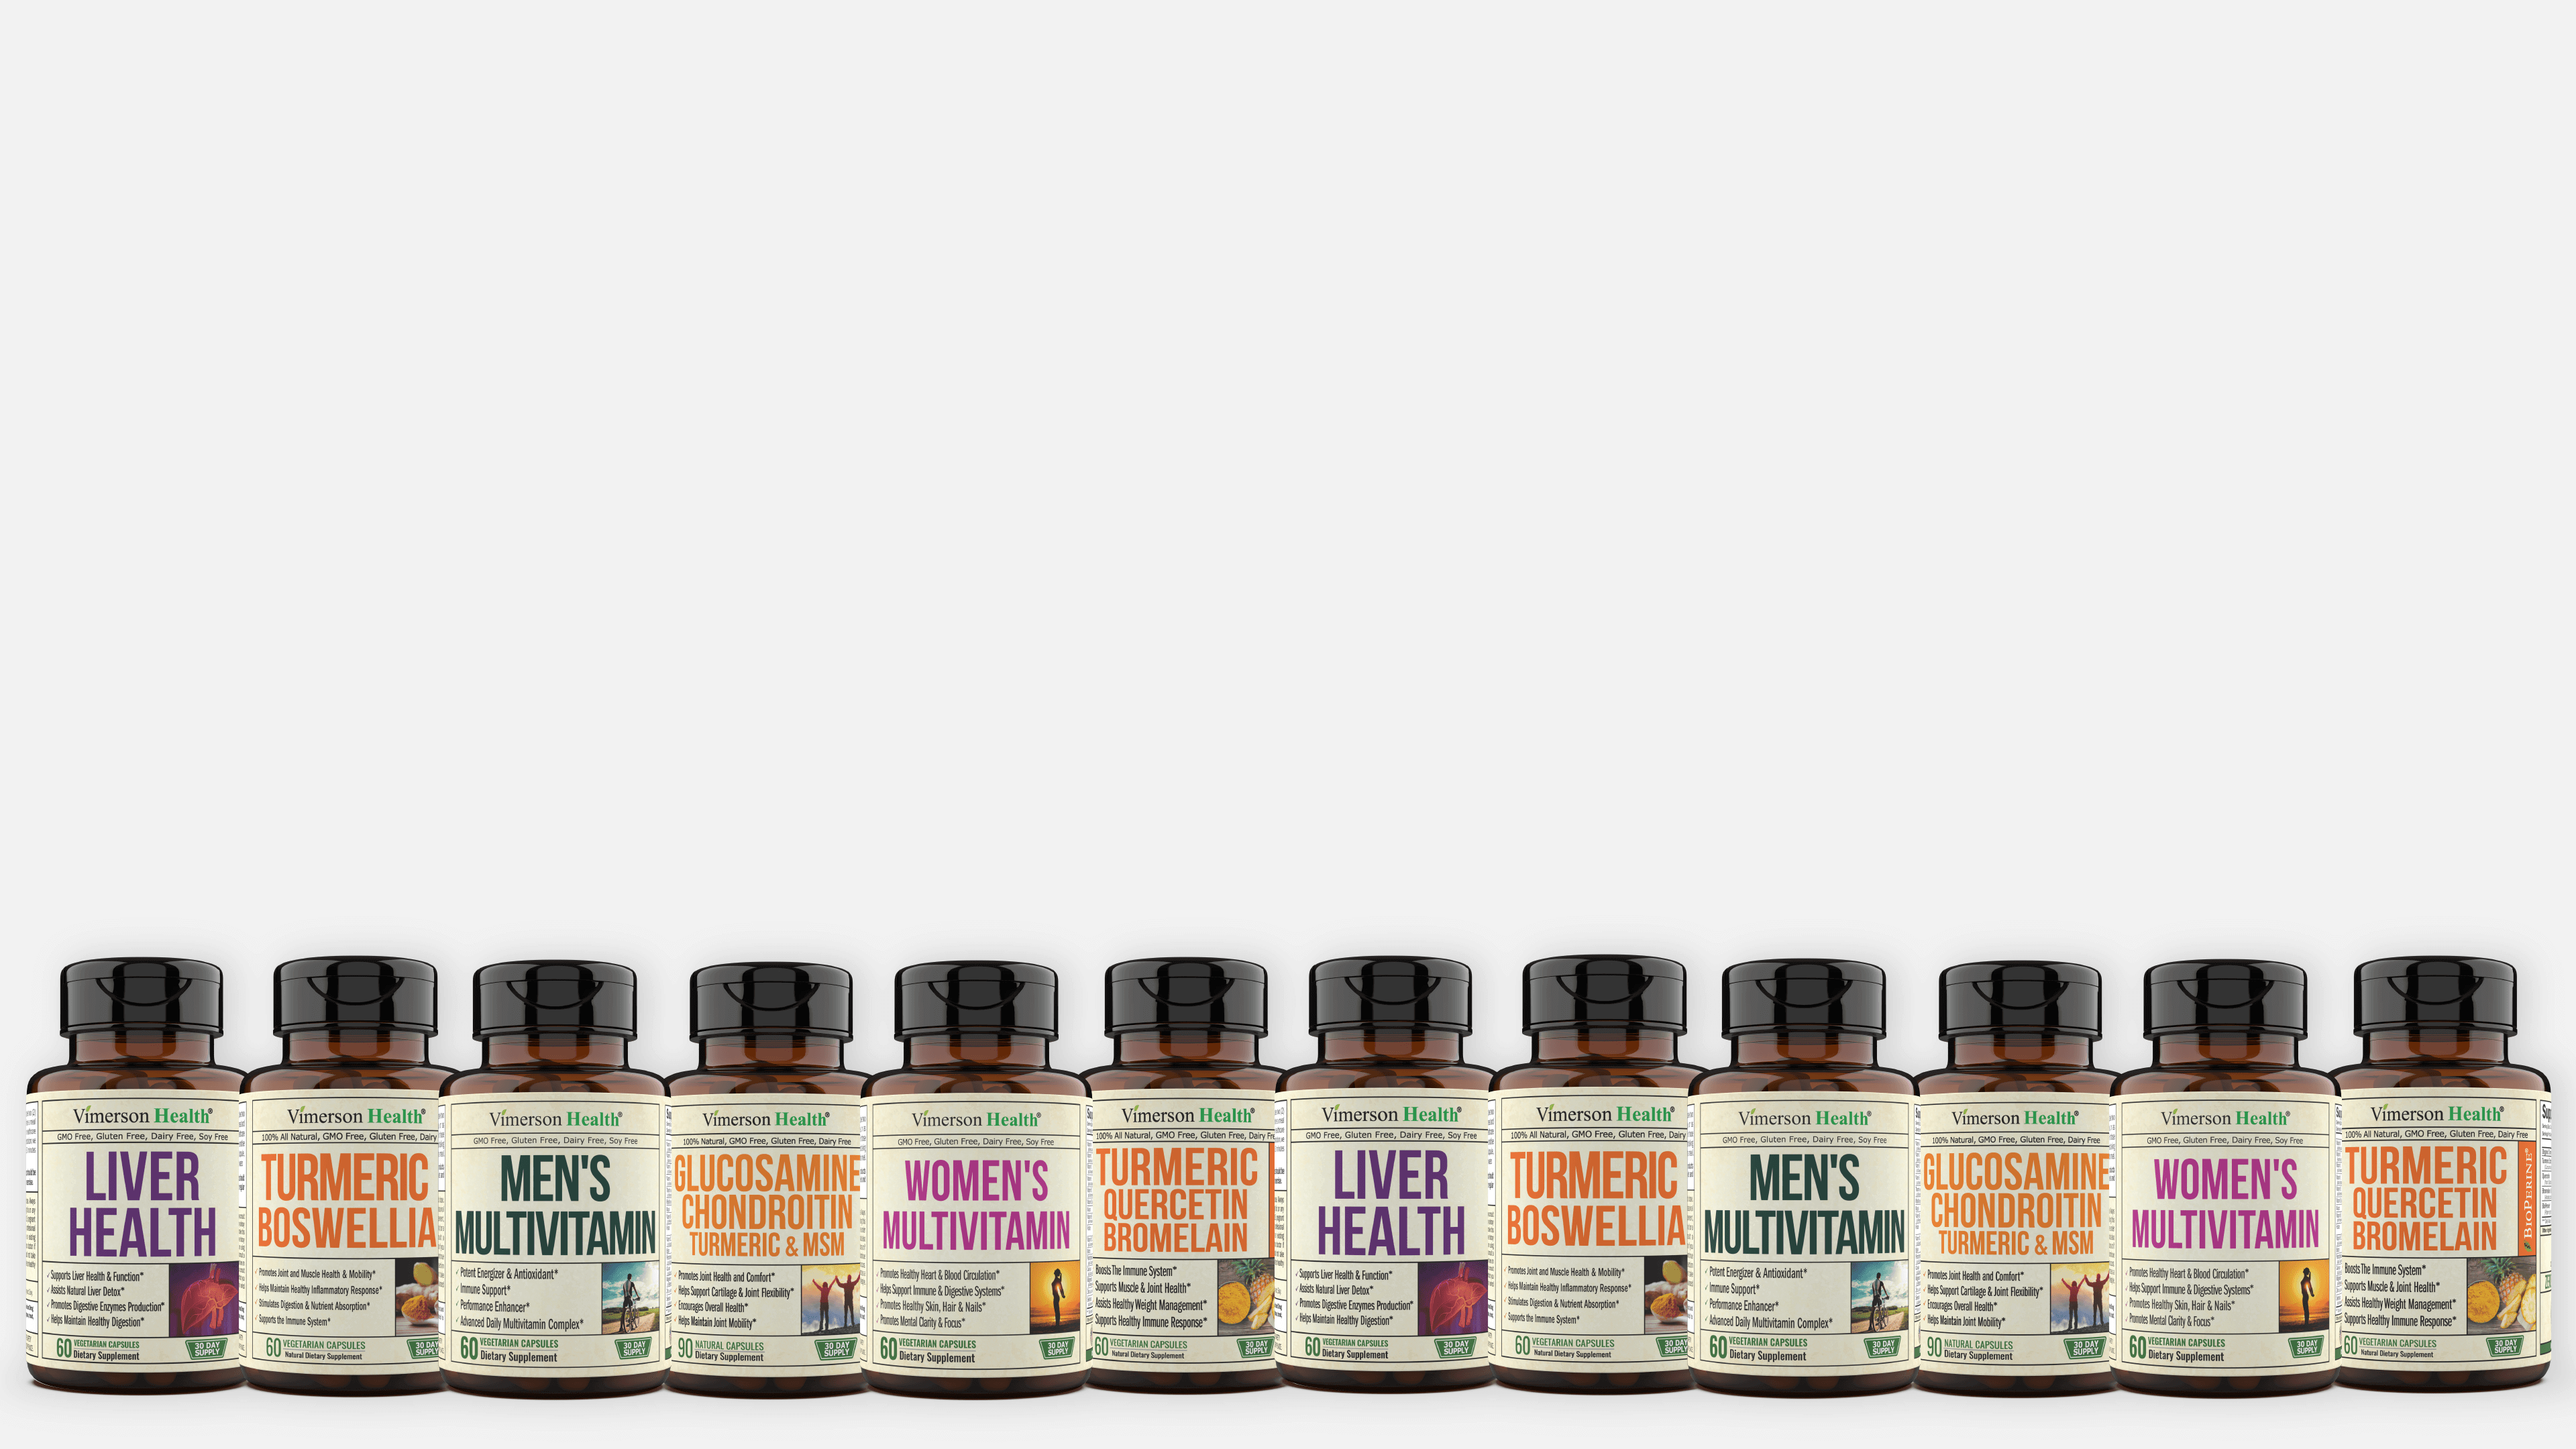 Vimerson Health®
GMO Free, Gluten Free, Dairy Free, Soy Free
LIVER
HEALTH
✓ Supports Liver Health & Function*
✓ Assists Natural Liver Detox*
✓ Promotes Digestive Enzymes Production*
✓ Helps Maintain Healthy Digestion*
60 VEGETARIAN CAPSULES
Dietary Supplement
30 DAY
SUPPLY
Vimerson Health®
100% All Natural, GMO Free, Gluten Free, Dairy
TURMERIC
BOSWELLIA
✓ Promotes Joint and Muscle Health & Mobility*
✓ Helps Maintain Healthy Inflammatory Response*
✓ Stimulates Digestion & Nutrient Absorption*
✓ Supports the Immune System*
60 VEGETARIAN CAPSULES
Natural Dietary Supplement
30 DAY
SUPPLY
Vimerson Health®
GMO Free, Gluten Free, Dairy Free, Soy Free
MEN'S
MULTIVITAMIN
✓ Potent Energizer & Antioxidant*
✓ Immune Support*
✓ Performance Enhancer*
✓ Advanced Daily Multivitamin Complex*
60 VEGETARIAN CAPSULES
Dietary Supplement
30 DAY
SUPPLY
Vimerson Health®
100% Natural, GMO Free, Gluten Free, Dairy Free
GLUCOSAMINE
CHONDROITIN
TURMERIC & MSM
✓ Promotes Joint Health and Comfort*
✓ Helps Support Cartilage & Joint Flexibility*
✓ Encourages Overall Health*
✓ Helps Maintain Joint Mobility*
90 NATURAL CAPSULES
Dietary Supplement
30 DAY
SUPPLY
Vimerson Health®
GMO Free, Gluten Free, Dairy Free, Soy Free
WOMEN'S
MULTIVITAMIN
✓ Promotes Healthy Heart & Blood Circulation*
✓ Helps Support Immune & Digestive Systems*
✓ Promotes Healthy Skin, Hair & Nails*
✓ Promotes Mental Clarity & Focus*
60 VEGETARIAN CAPSULES
Dietary Supplement
30 DAY
SUPPLY
Vimerson Health®
100% All Natural, GMO Free, Gluten Free, Dairy
TURMERIC
QUERCETIN
BROMELAIN
Boosts The Immune System*
Supports Muscle & Joint Health*
Assists Healthy Weight Management*
Supports Healthy Immune Response*
60 VEGETARIAN CAPSULES
Natural Dietary Supplement
30 DAY
SUPPLY
Vimerson Health®
GMO Free, Gluten Free, Dairy Free, Soy Free
LIVER
HEALTH
✓ Supports Liver Health & Function*
✓ Assists Natural Liver Detox*
✓ Promotes Digestive Enzymes Production*
✓ Helps Maintain Healthy Digestion*
60 VEGETARIAN CAPSULES
Dietary Supplement
30 DAY
SUPPLY
Vimerson Health®
100% All Natural, GMO Free, Gluten Free, Dairy
TURMERIC
BOSWELLIA
✓ Promotes Joint and Muscle Health & Mobility*
✓ Helps Maintain Healthy Inflammatory Response*
✓ Stimulates Digestion & Nutrient Absorption*
✓ Supports the Immune System*
60 VEGETARIAN CAPSULES
Natural Dietary Supplement
30 DAY
SUPPLY
Vimerson Health®
GMO Free, Gluten Free, Dairy Free, Soy Free
MEN'S
MULTIVITAMIN
✓ Potent Energizer & Antioxidant*
✓ Immune Support*
✓ Performance Enhancer*
✓ Advanced Daily Multivitamin Complex*
60 VEGETARIAN CAPSULES
Dietary Supplement
30 DAY
SUPPLY
Vimerson Health®
100% Natural, GMO Free, Gluten Free, Dairy Free
GLUCOSAMINE
CHONDROITIN
TURMERIC & MSM
✓ Promotes Joint Health and Comfort*
✓ Helps Support Cartilage & Joint Flexibility*
✓ Encourages Overall Health*
✓ Helps Maintain Joint Mobility*
90 NATURAL CAPSULES
Dietary Supplement
30 DAY
SUPPLY
Vimerson Health®
GMO Free, Gluten Free, Dairy Free, Soy Free
WOMEN'S
MULTIVITAMIN
✓ Promotes Healthy Heart & Blood Circulation*
✓ Helps Support Immune & Digestive Systems*
✓ Promotes Healthy Skin, Hair & Nails*
✓ Promotes Mental Clarity & Focus*
60 VEGETARIAN CAPSULES
Dietary Supplement
30 DAY
SUPPLY
Vimerson Health®
100% All Natural, GMO Free, Gluten Free, Dairy Free
TURMERIC
QUERCETIN
BROMELAIN
BIOPERINE®
Boosts The Immune System*
Supports Muscle & Joint Health*
Assists Healthy Weight Management*
Supports Healthy Immune Response*
60 VEGETARIAN CAPSULES
Natural Dietary Supplement
30 DAY
SUPPLY